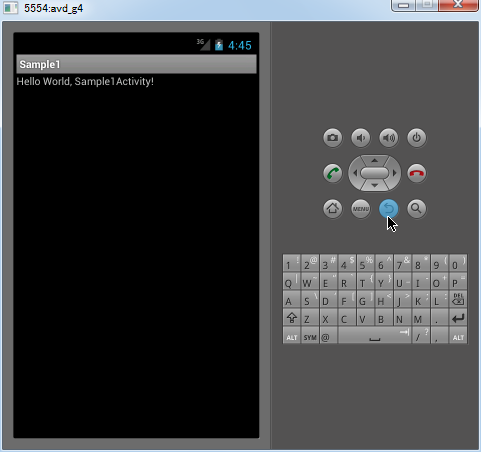 5554:avd_g4
3G 4:45
Sample1
Hello World, Sample1Activity!
MENU
1 ! 2 @ 3 # 4 $ 5 % 6 ^ 7 & 8 * 9 ( 0 )
Q W E R T Y U I O P
A S D F G H J K L DEL
Z X C V B N M .
ALT SYM @ / ? , ALT